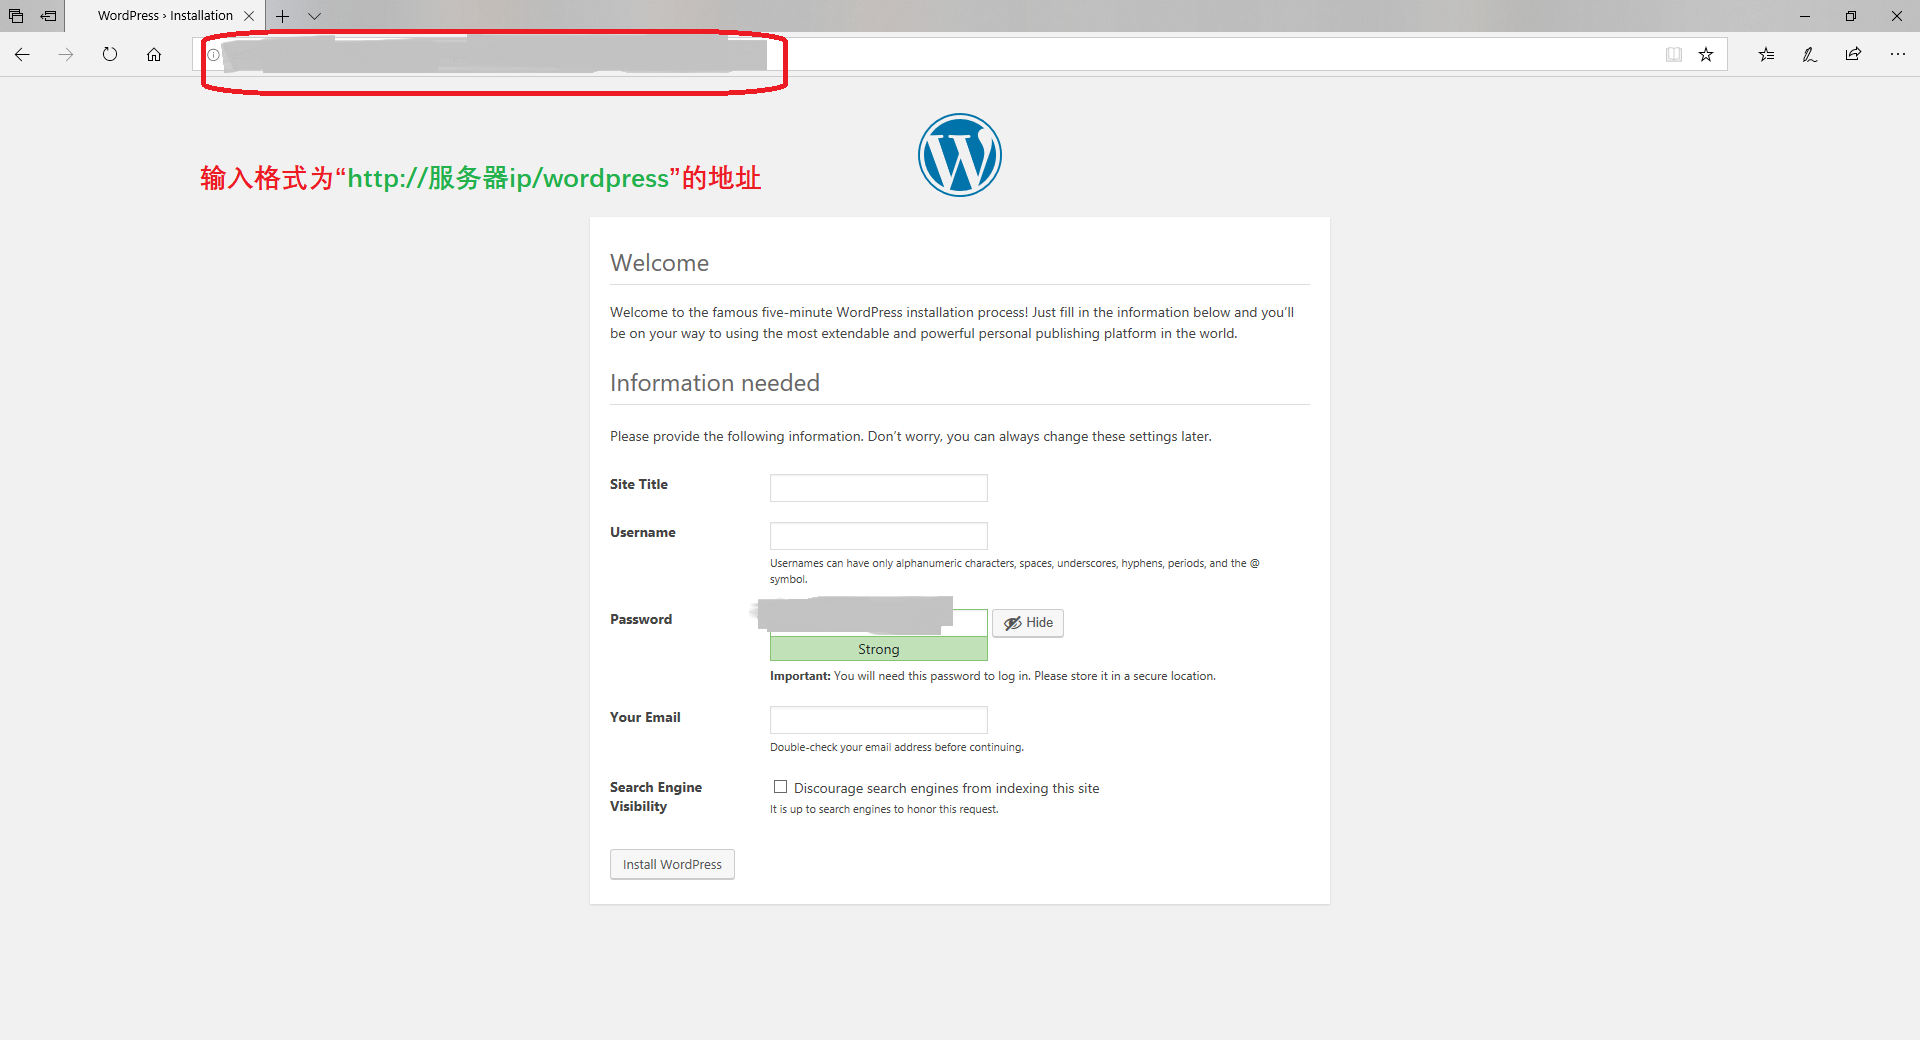 WordPress › Installation
输入格式为“http://服务器ip/wordpress”的地址
Welcome
Welcome to the famous five-minute WordPress installation process! Just fill in the information below and you’ll
be on your way to using the most extendable and powerful personal publishing platform in the world.
Information needed
Please provide the following information. Don’t worry, you can always change these settings later.
Site Title
Username
Usernames can have only alphanumeric characters, spaces, underscores, hyphens, periods, and the @
symbol.
Password
Hide
Strong
Important: You will need this password to log in. Please store it in a secure location.
Your Email
Double-check your email address before continuing.
Search Engine
Visibility
Discourage search engines from indexing this site
It is up to search engines to honor this request.
Install WordPress